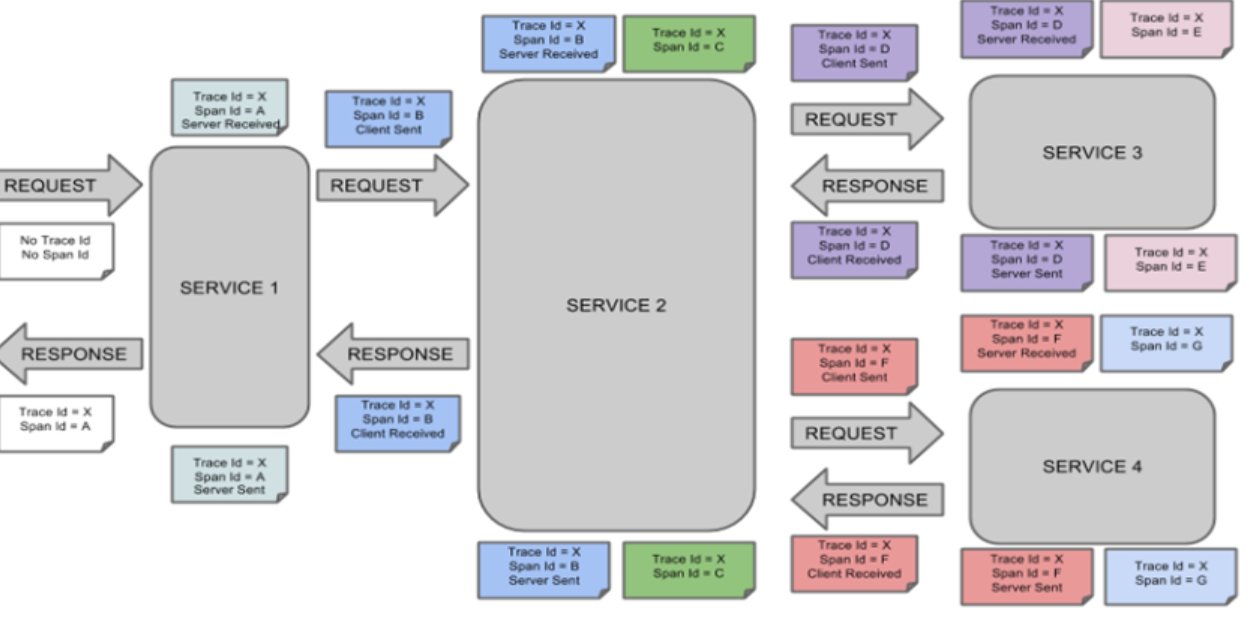 Trace Id = X
Span Id = B
Server Received
Trace Id = X
Span Id = C
Trace Id = X
Span Id = D
Client Sent
Trace Id = X
Span Id = D
Server Received
Trace Id = X
Span Id = E
Trace Id = X
Span Id = A
Server Received
Trace Id = X
Span Id = B
Client Sent
REQUEST
SERVICE 3
REQUEST
REQUEST
RESPONSE
No Trace Id
No Span Id
Trace Id = X
Span Id = D
Client Received
Trace Id = X
Span Id = D
Server Sent
Trace Id = X
Span Id = E
SERVICE 1
SERVICE 2
Trace Id = X
Span Id = F
Server Received
Trace Id = X
Span Id = G
RESPONSE
RESPONSE
Trace Id = X
Span Id = F
Client Sent
Trace Id = X
Span Id = A
Trace Id = X
Span Id = B
Client Received
REQUEST
SERVICE 4
Trace Id = X
Span Id = A
Server Sent
RESPONSE
Trace Id = X
Span Id = B
Server Sent
Trace Id = X
Span Id = C
Trace Id = X
Span Id = F
Client Received
Trace Id = X
Span Id = F
Server Sent
Trace Id = X
Span Id = G